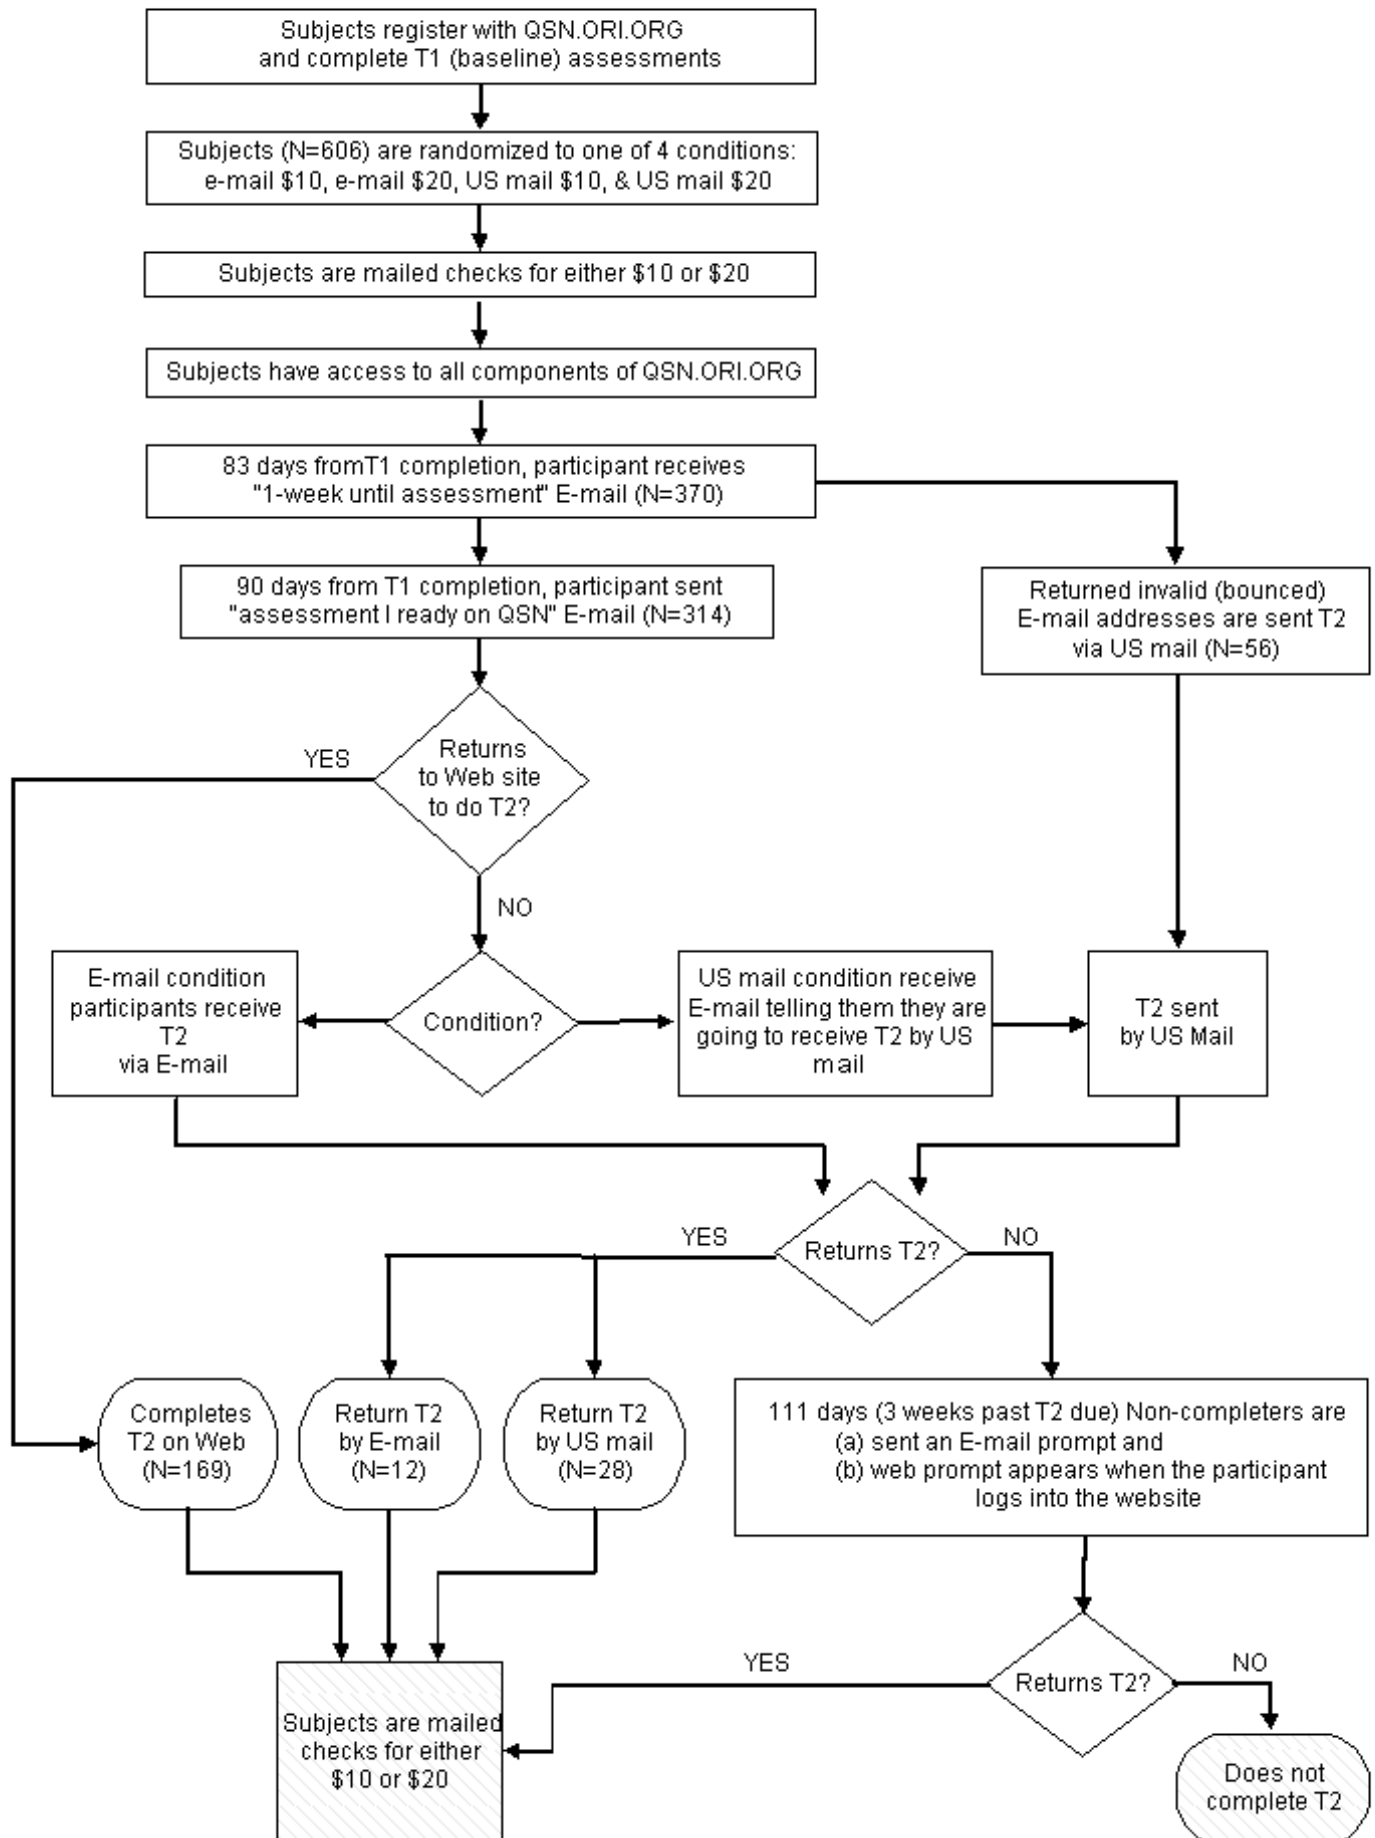 Subjects register with QSN.ORI.ORG
and complete T1 (baseline) assessments
Subjects (N=606) are randomized to one of 4 conditions:
e-mail $10, e-mail $20, US mail $10, & US mail $20
Subjects are mailed checks for either $10 or $20
Subjects have access to all components of QSN.ORI.ORG
83 days fromT1 completion, participant receives
"1-week until assessment" E-mail (N=370)
90 days from T1 completion, participant sent
"assessment I ready on QSN" E-mail (N=314)
Returned invalid (bounced)
E-mail addresses are sent T2
via US mail (N=56)
YES
Returns
to Web site
to do T2?
NO
E-mail condition
participants receive
T2
via E-mail
Condition?
US mail condition receive
E-mail telling them they are
going to receive T2 by US
mail
T2 sent
by US Mail
YES
Returns T2?
NO
Completes
T2 on Web
(N=169)
Return T2
by E-mail
(N=12)
Return T2
by US mail
(N=28)
111 days (3 weeks past T2 due) Non-completers are
(a) sent an E-mail prompt and
(b) web prompt appears when the participant
logs into the website
YES
Returns T2?
NO
Subjects are mailed
checks for either
$10 or $20
Does not
complete T2